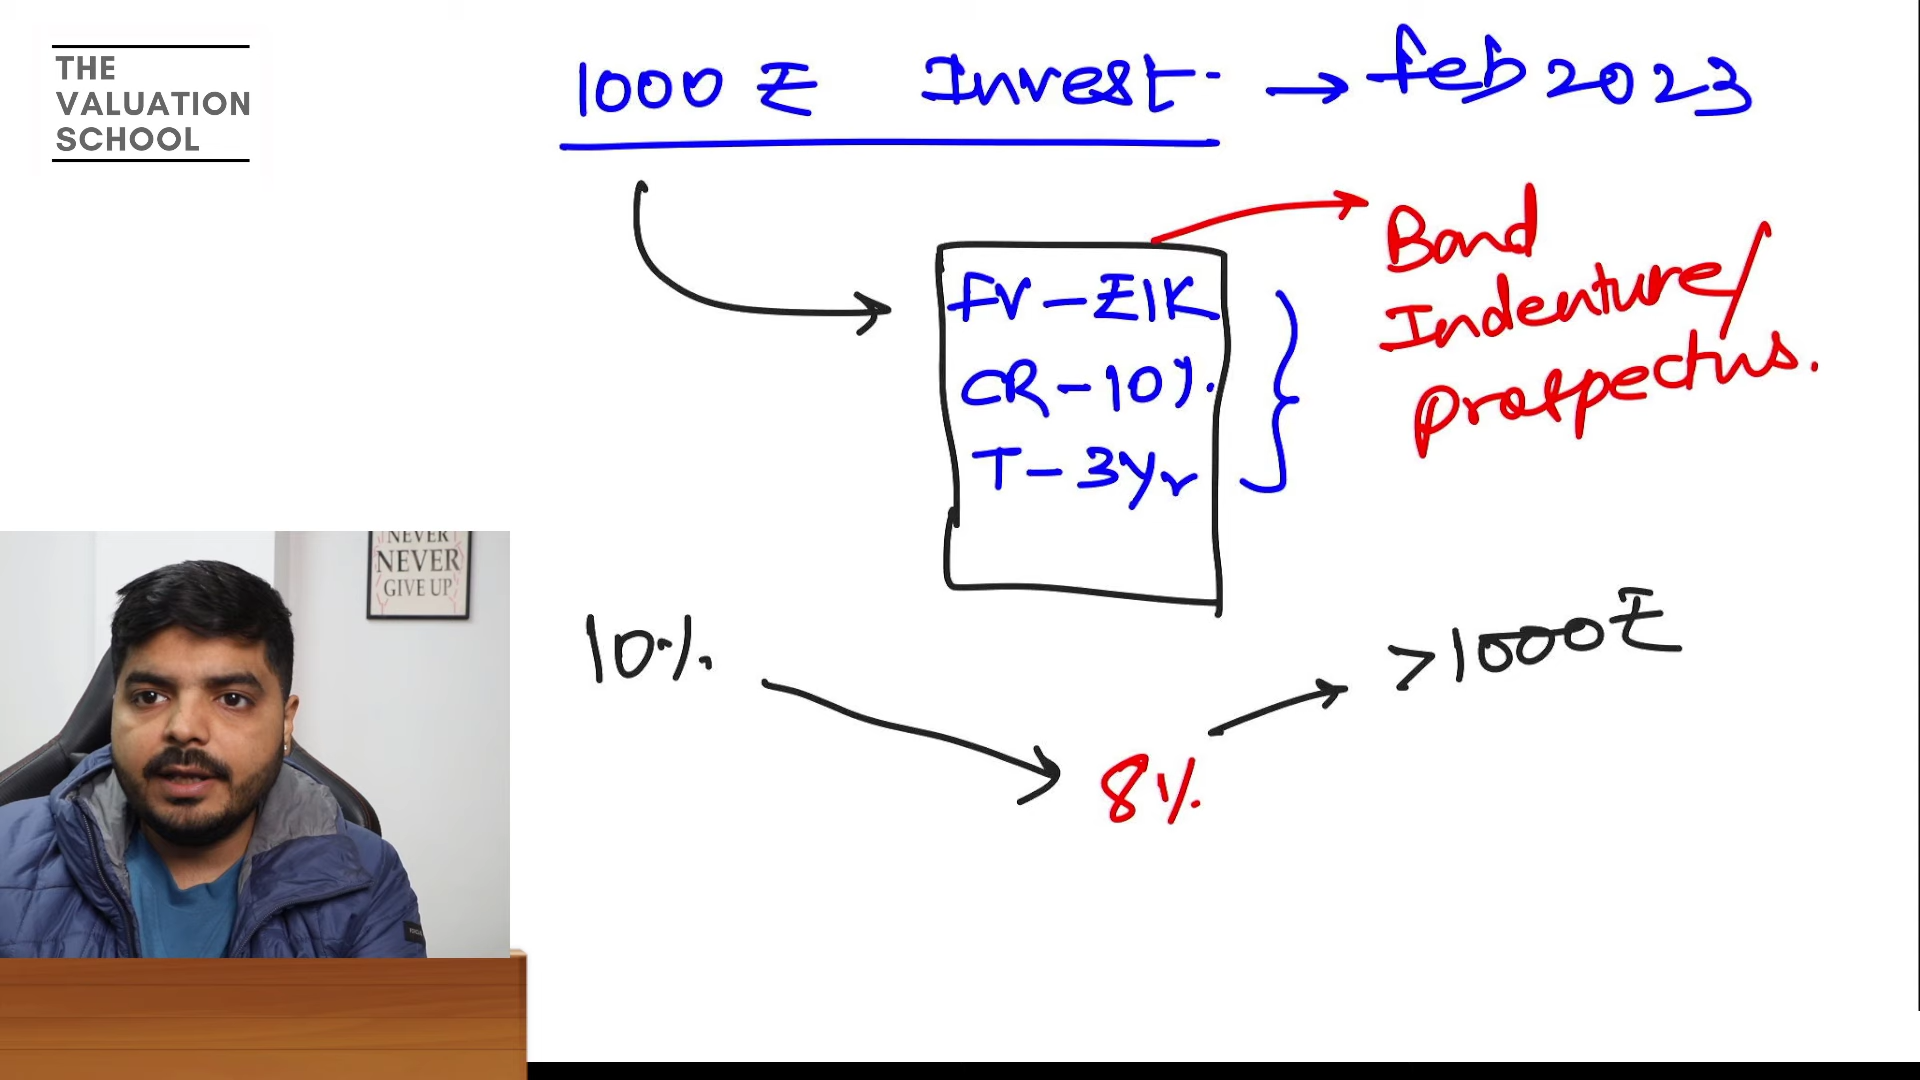 THE
VALUATION
SCHOOL
1000 ₹ Invest. → Feb 2023
FV - ₹1K
CR - 10%
T - 3Yr
Bond
Indenture/
Prospectus.
10%
8%
>1000₹
NEVER
NEVER
GIVE UP